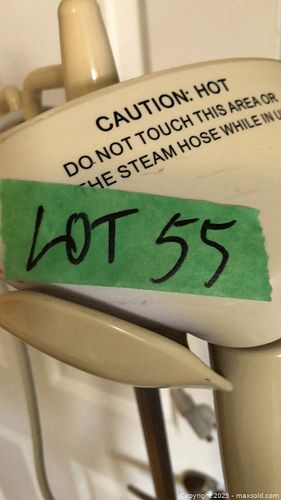 CAUTION: HOT
DO NOT TOUCH THIS AREA OR
THE STEAM HOSE WHILE IN U
LOT 55
Copyright © 2025 - maxsold.com